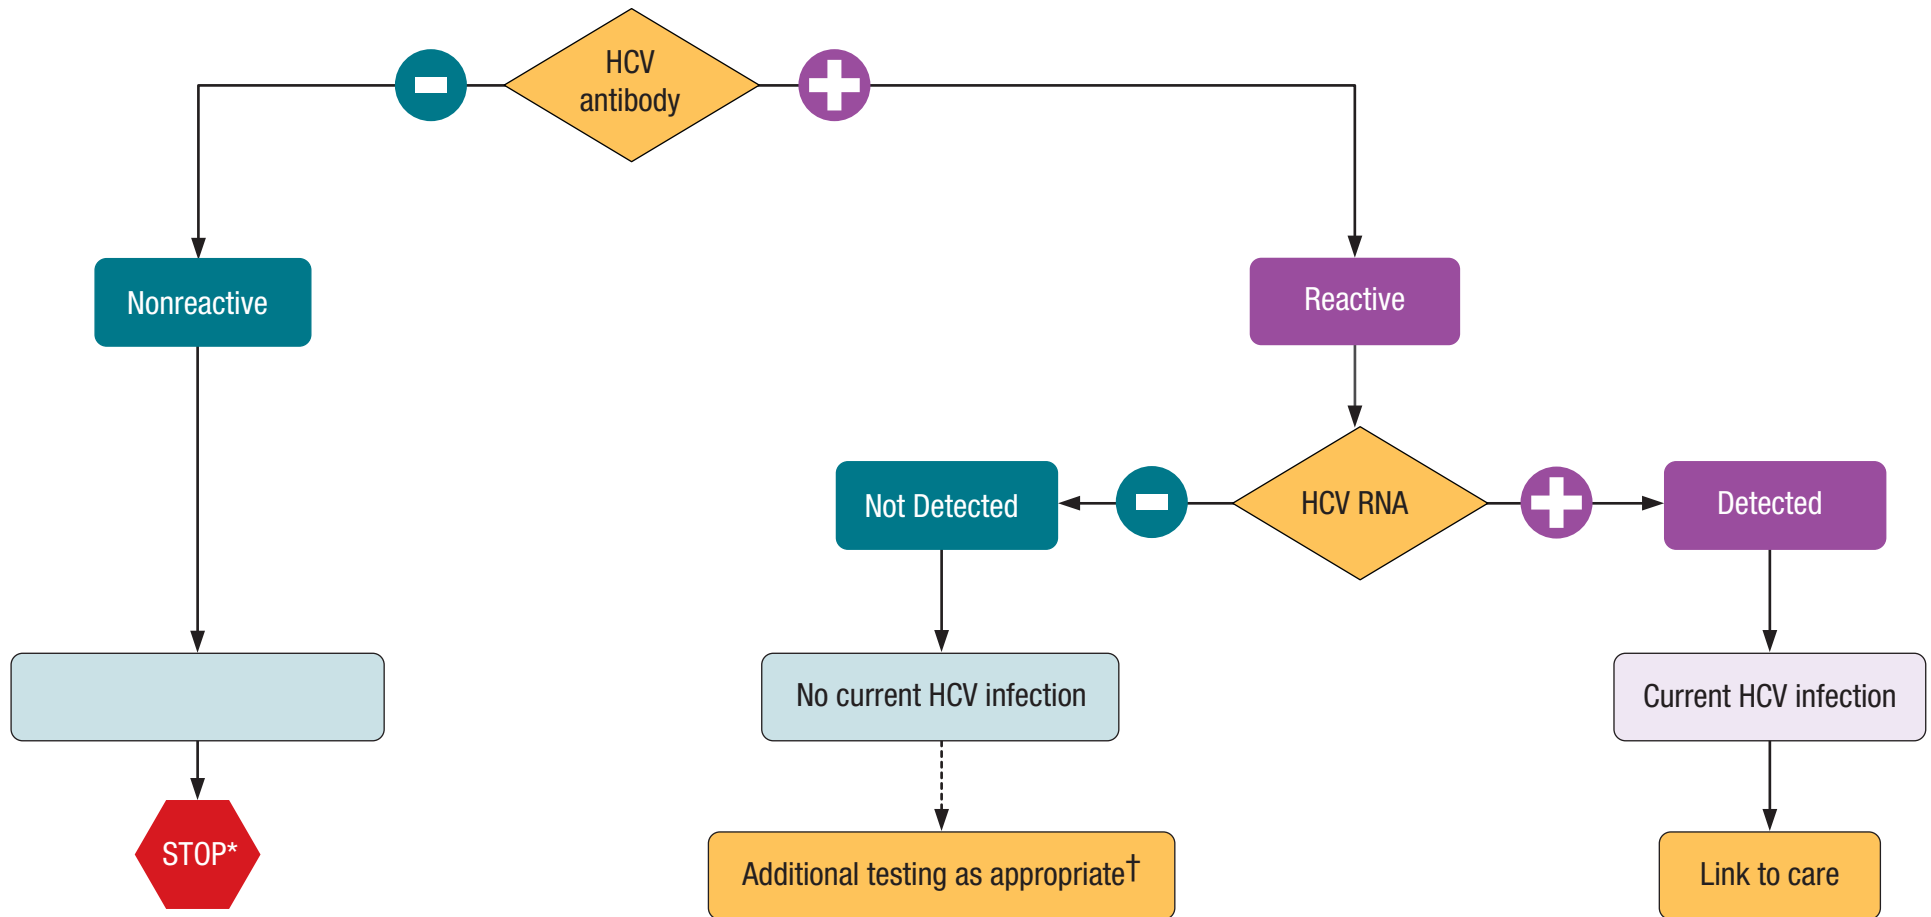 HCV
antibody
Nonreactive
Reactive
Not Detected
HCV RNA
Detected
No current HCV infection
Current HCV infection
STOP*
Additional testing as appropriate†
Link to care